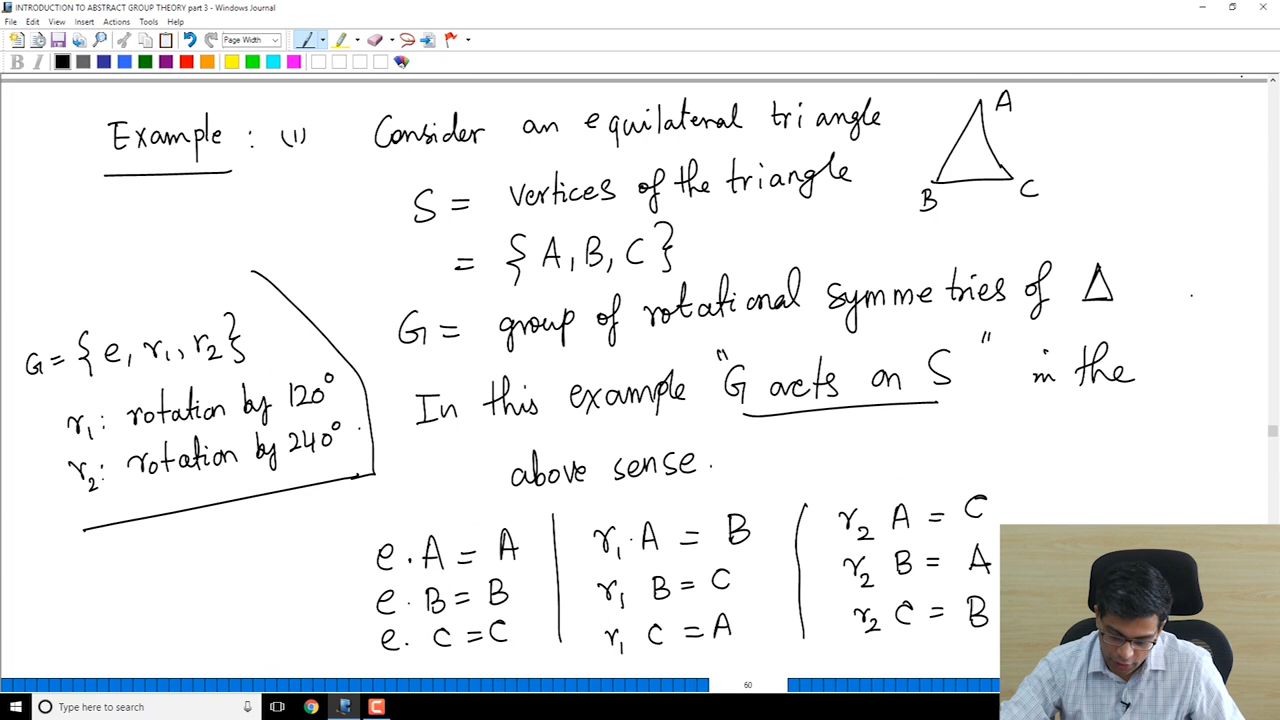 INTRODUCTION TO ABSTRACT GROUP THEORY part 3 - Windows Journal
File Edit View Insert Actions Tools Help
Page Width
B I
Example : (1) Consider an equilateral triangle
A
B C
S = vertices of the triangle
= {A, B, C}
G = group of rotational symmetries of Δ
G = {e, r₁, r₂}
r₁: rotation by 120°
r₂: rotation by 240°.
In this example "G acts on S" in the
above sense.
e · A = A r₁ · A = B r₂ A = C
e · B = B r₁ B = C r₂ B = A
e · C = C r₁ C = A r₂ C = B
60
Type here to search